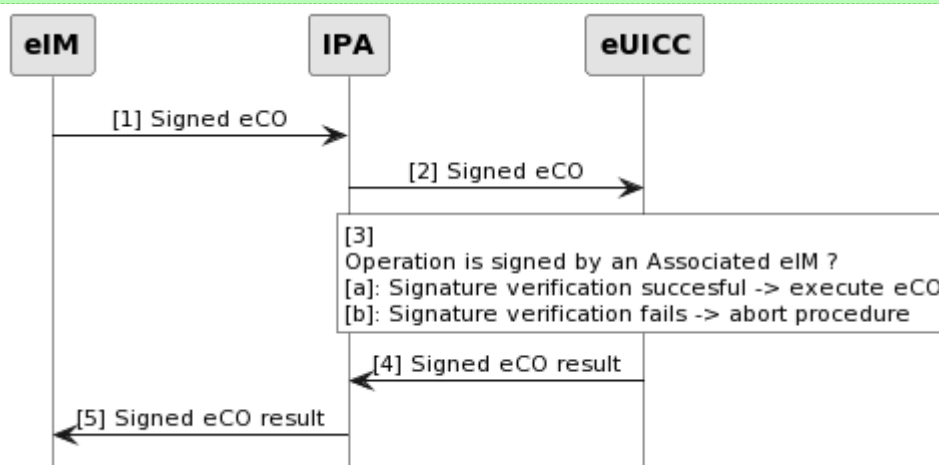 eIM
IPA
eUICC
[1] Signed eCO
[2] Signed eCO
[3]
Operation is signed by an Associated eIM ?
[a]: Signature verification succesful -> execute eCO
[b]: Signature verification fails -> abort procedure
[4] Signed eCO result
[5] Signed eCO result